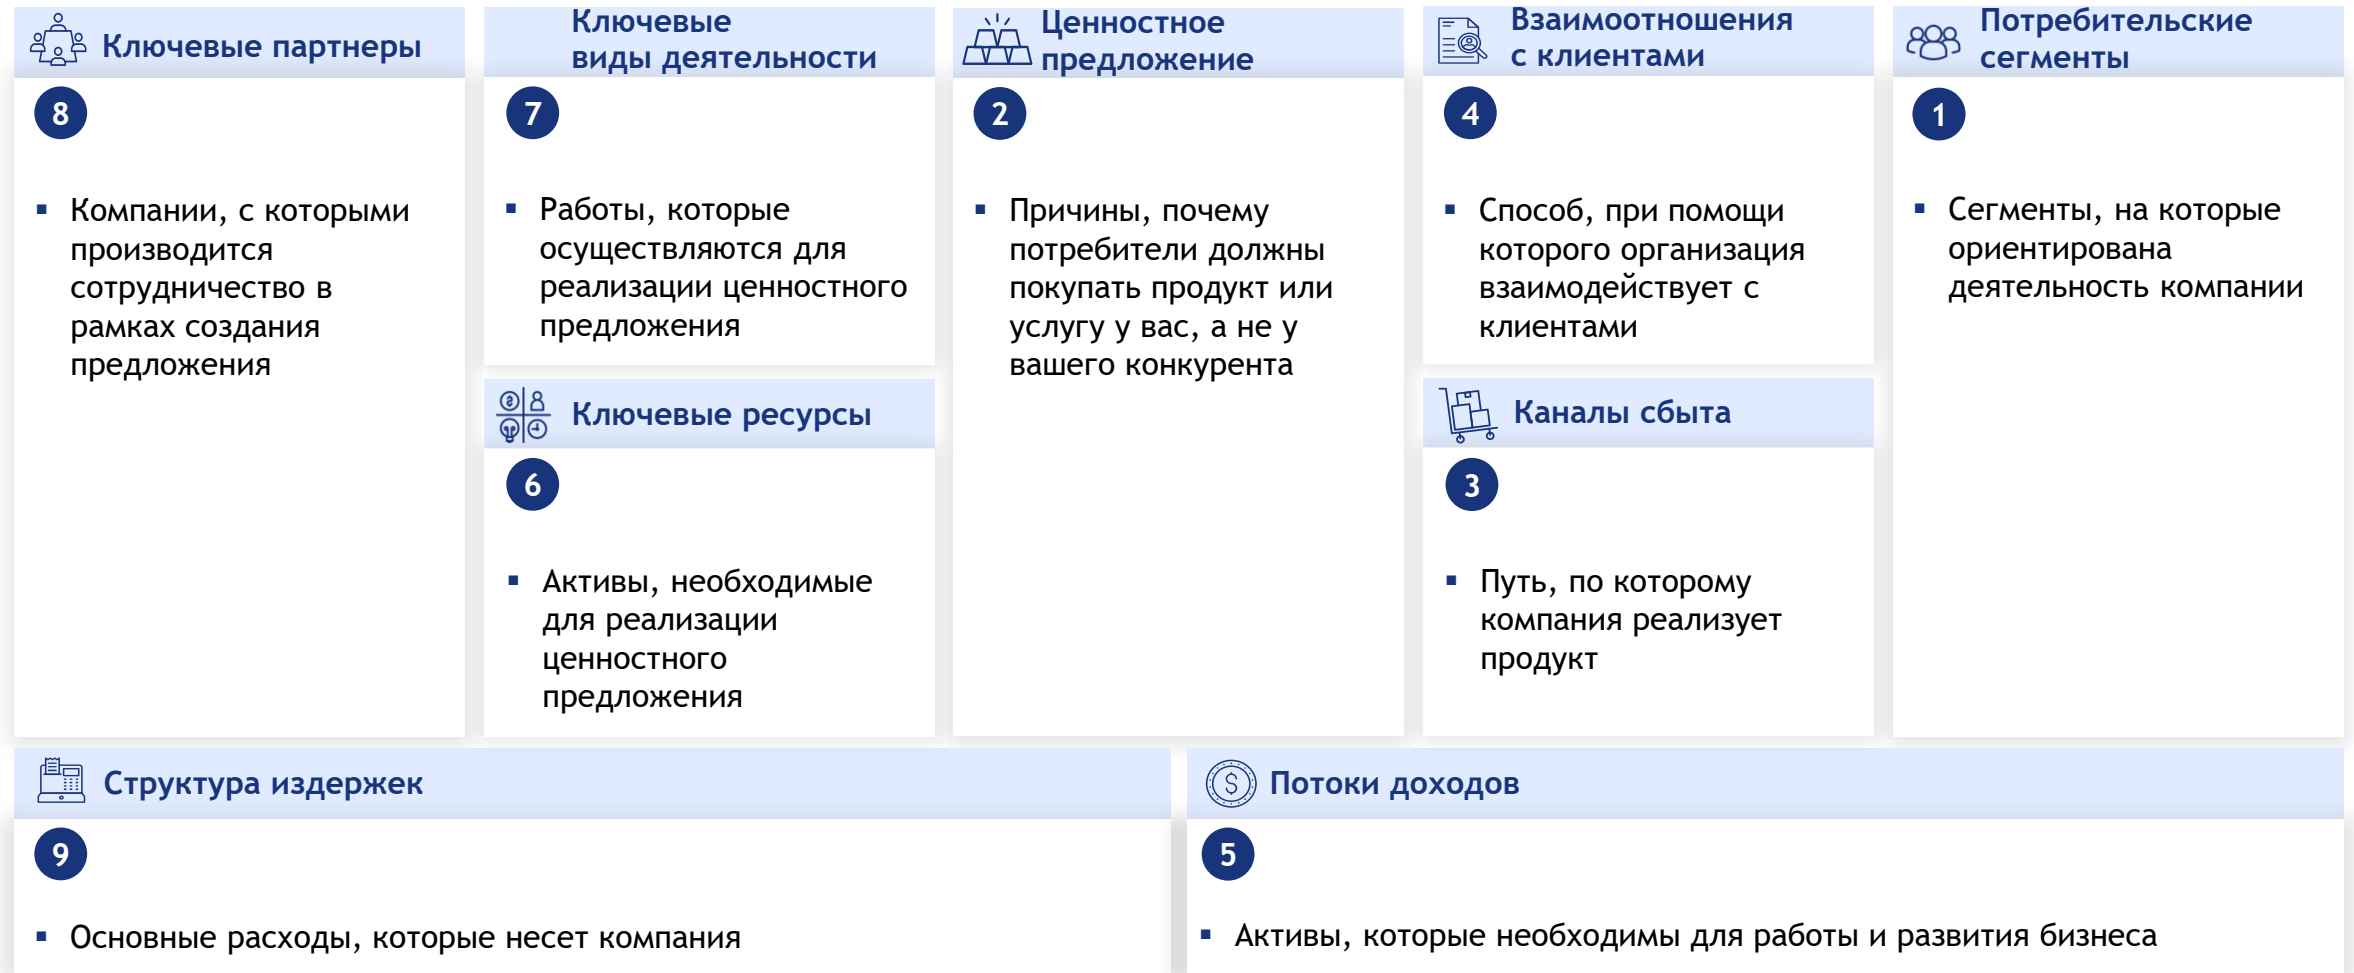 Ключевые партнеры
8
Компании, с которыми
производится
сотрудничество в
рамках создания
предложения
Ключевые
виды деятельности
7
Работы, которые
осуществляются для
реализации ценностного
предложения
Ключевые ресурсы
6
Активы, необходимые
для реализации
ценностного
предложения
Ценностное
предложение
2
Причины, почему
потребители должны
покупать продукт или
услугу у вас, а не у
вашего конкурента
Взаимоотношения
с клиентами
4
Способ, при помощи
которого организация
взаимодействует с
клиентами
Каналы сбыта
3
Путь, по которому
компания реализует
продукт
Потребительские
сегменты
1
Сегменты, на которые
ориентирована
деятельность компании
Структура издержек
9
Основные расходы, которые несет компания
Потоки доходов
5
Активы, которые необходимы для работы и развития бизнеса